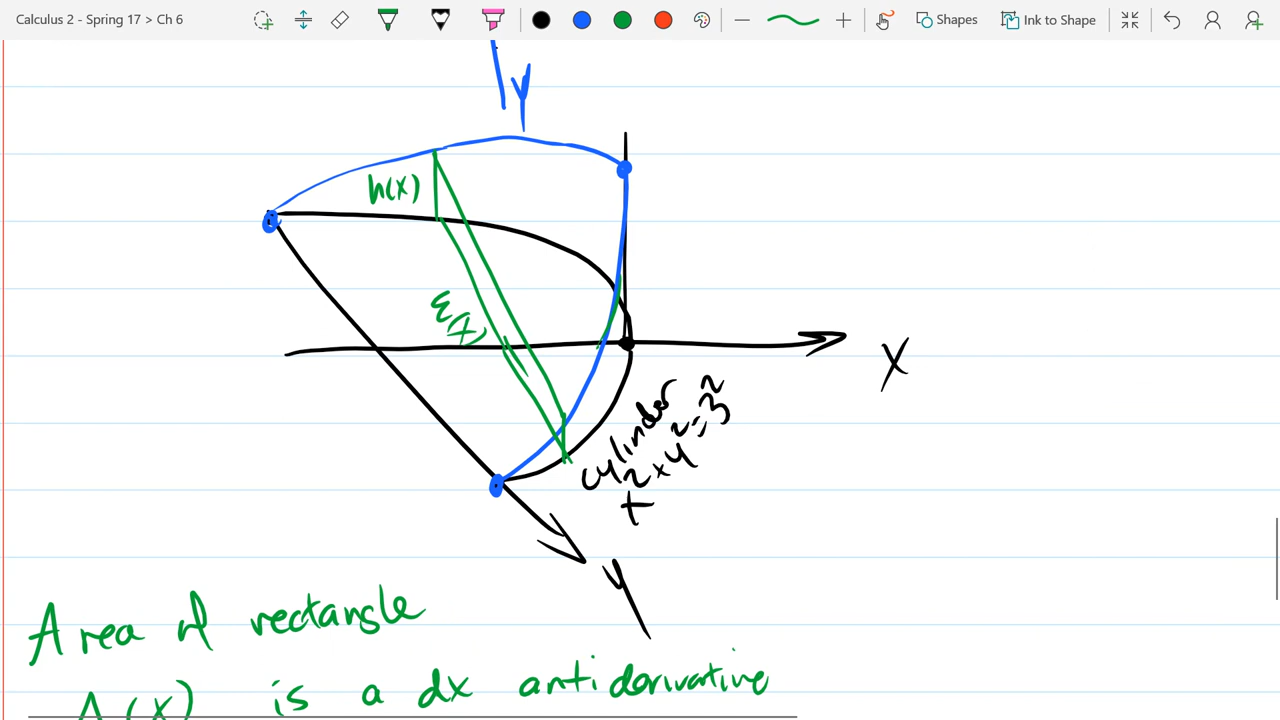 Calculus 2 - Spring 17 > Ch 6
Shapes
Ink to Shape
y
h(x)
w(x)
x
cylinder
x² + y² = 3²
y
Area of rectangle
A(x) is a dx antiderivative